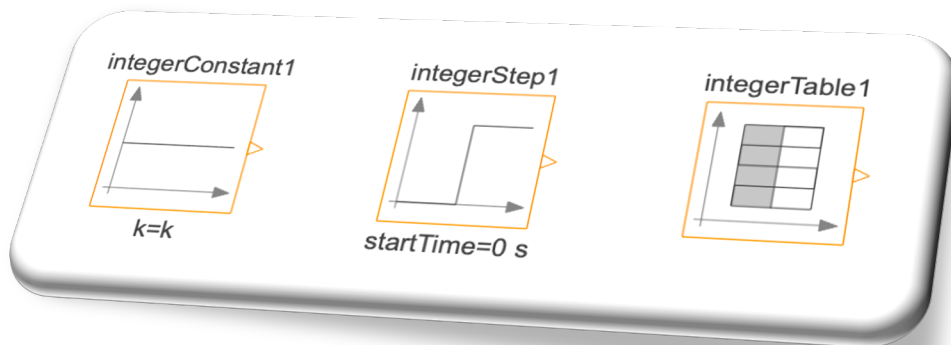 integerConstant1
integerStep1
integerTable1
k=k
startTime=0 s